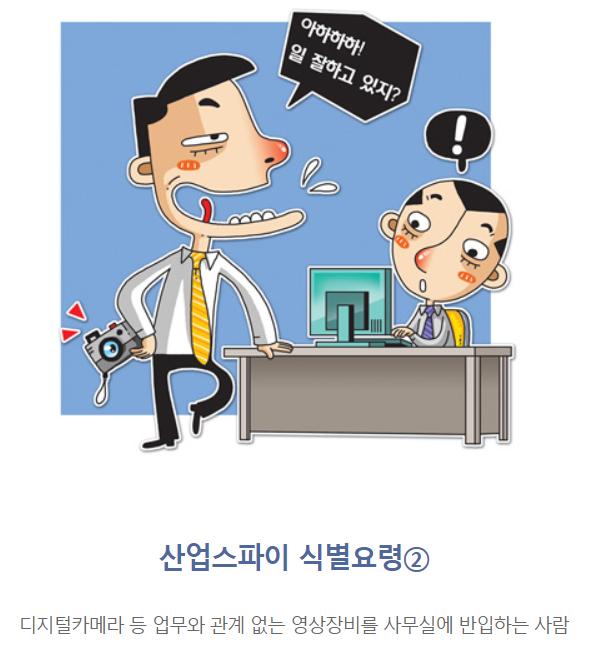 아하하하!
일 잘하고 있지?
!
산업스파이 식별요령②
디지털카메라 등 업무와 관계 없는 영상장비를 사무실에 반입하는 사람